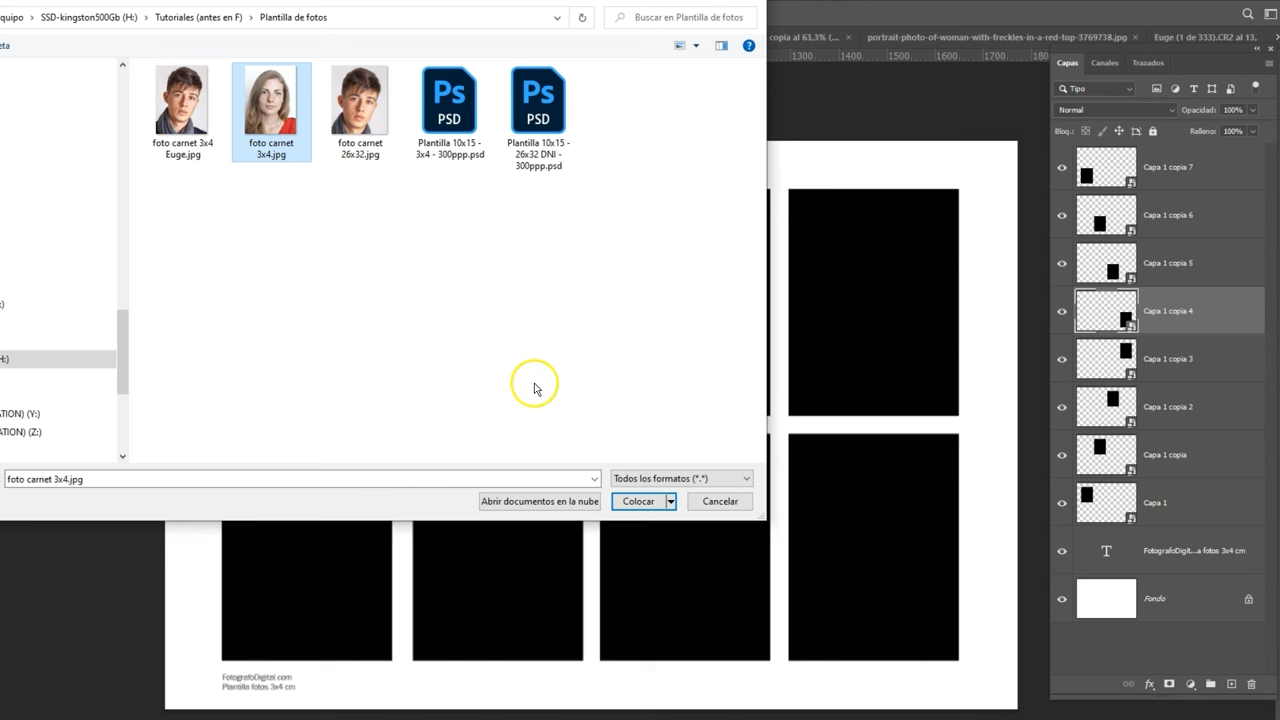 equipo > SSD-kingston500Gb (H:) > Tutoriales (antes en F) > Plantilla de fotos
Buscar en Plantilla de fotos
copia al 63,3% (... ×
portrait-photo-of-woman-with-freckles-in-a-red-top-3769738.jpg ×
Euge (1 de 333).CR2 al 13,
eta
1300 1400 1500 1600 1700 1800
Capas Canales Trazados
Tipo
Normal Opacidad: 100%
Bloq.: Relleno: 100%
foto carnet 3x4 Euge.jpg
foto carnet 3x4.jpg
foto carnet 26x32.jpg
Ps PSD
Plantilla 10x15 - 3x4 - 300ppp.psd
Ps PSD
Plantilla 10x15 - 26x32 DNI - 300ppp.psd
Capa 1 copia 7
Capa 1 copia 6
Capa 1 copia 5
Capa 1 copia 4
Capa 1 copia 3
Capa 1 copia 2
Capa 1 copia
Capa 1
T FotografoDigit...a fotos 3x4 cm
Fondo
H:)
ATION) (Y:)
ATION) (Z:)
foto carnet 3x4.jpg
Todos los formatos (*.*)
Abrir documentos en la nube
Colocar
Cancelar
FotografoDigital.com
Plantilla fotos 3x4 cm
fx